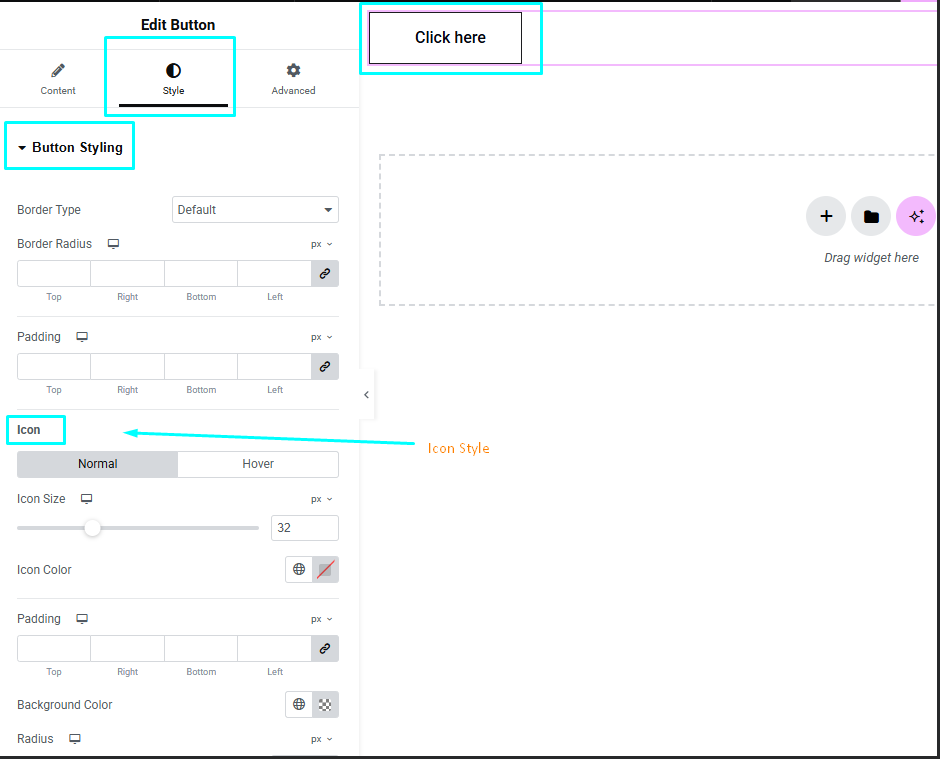 Edit Button
Click here
Content
Style
Advanced
Button Styling
Border Type
Default
Border Radius
px
Top
Right
Bottom
Left
Drag widget here
Padding
px
Top
Right
Bottom
Left
Icon
Icon Style
Normal
Hover
Icon Size
px
32
Icon Color
Padding
px
Top
Right
Bottom
Left
Background Color
Radius
px